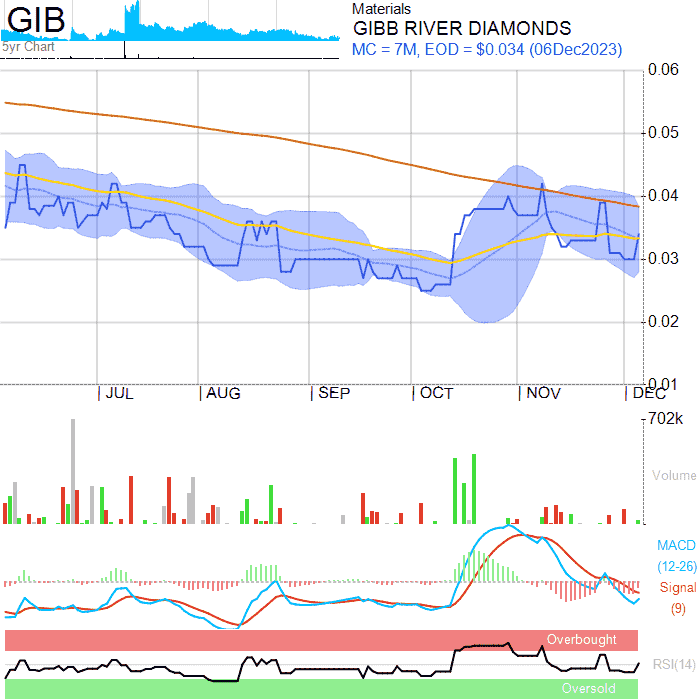 GIB
5yr Chart
Materials
GIBB RIVER DIAMONDS
MC = 7M, EOD = $0.034 (06Dec2023)
0.06
0.05
0.04
0.03
0.02
0.01
JUL AUG SEP OCT NOV DEC
702k
Volume
MACD
(12-26)
Signal
(9)
Overbought
RSI(14)
Oversold